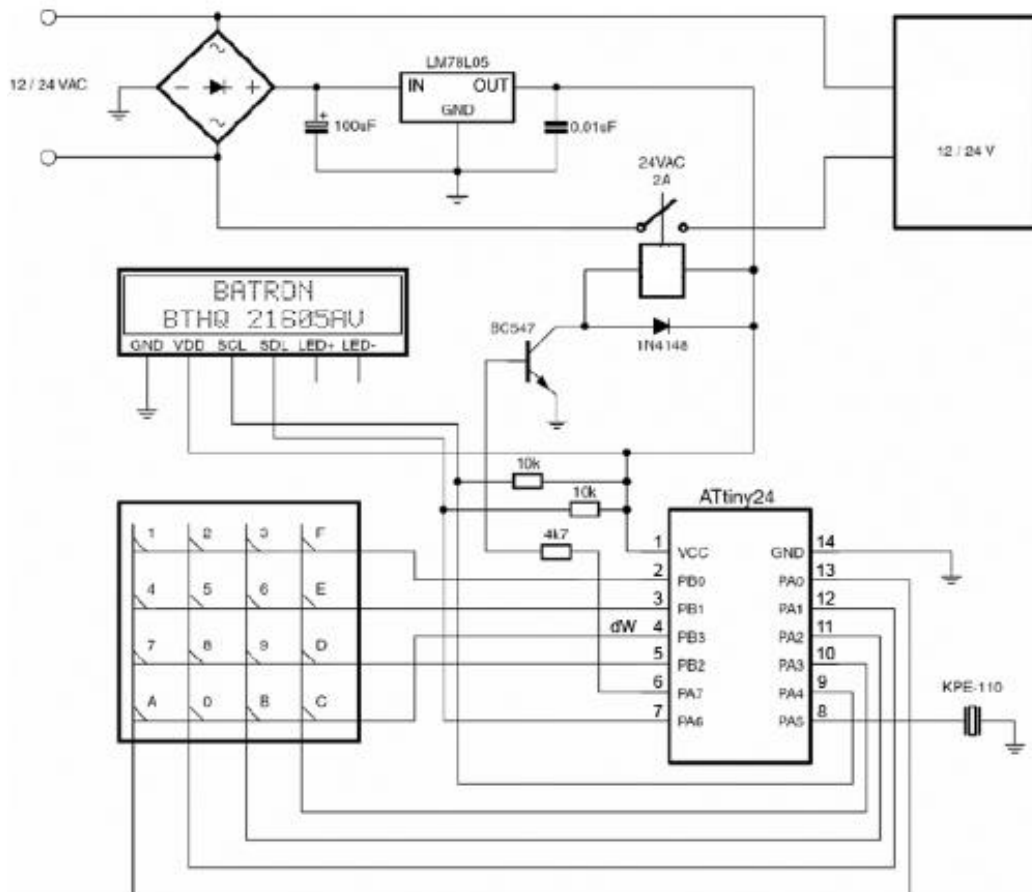 12 / 24 VAC
~
− +
~
LM78L05
IN OUT
GND
+
100uF
0.01uF
24VAC
2A
12 / 24 V
BATRON
BTHQ 21605AV
GND VDD SCL SDL LED+ LED-
BC547
1N4148
10k
10k
4k7
ATtiny24
1 VCC GND 14
2 PB0 PA0 13
3 PB1 PA1 12
dW 4 PB3 PA2 11
5 PB2 PA3 10
6 PA7 PA4 9
7 PA6 PA5 8
KPE-110
1 2 3 F
4 5 6 E
7 8 9 D
A 0 B C